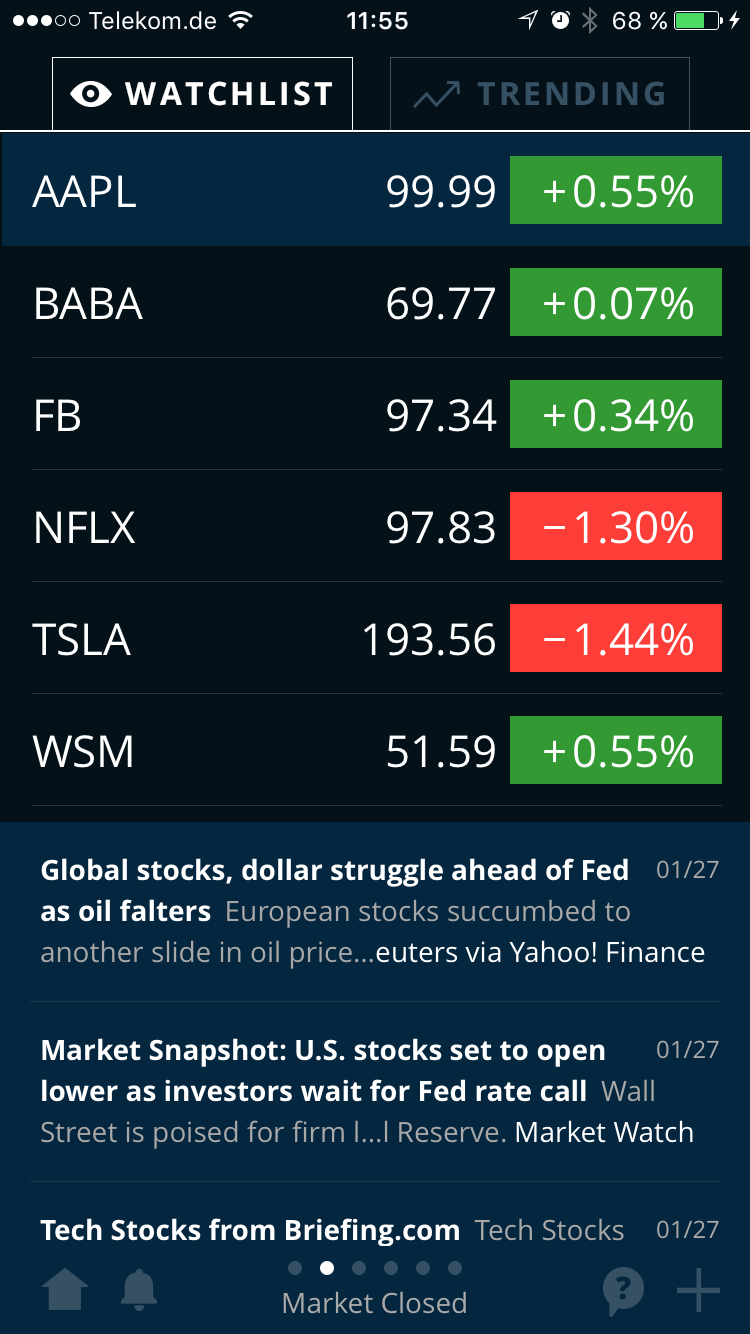 Telekom.de 11:55 68 %
WATCHLIST TRENDING
AAPL 99.99 +0.55%
BABA 69.77 +0.07%
FB 97.34 +0.34%
NFLX 97.83 −1.30%
TSLA 193.56 −1.44%
WSM 51.59 +0.55%
Global stocks, dollar struggle ahead of Fed 01/27
as oil falters European stocks succumbed to
another slide in oil price...euters via Yahoo! Finance
Market Snapshot: U.S. stocks set to open 01/27
lower as investors wait for Fed rate call Wall
Street is poised for firm l...l Reserve. Market Watch
Tech Stocks from Briefing.com Tech Stocks 01/27
?
Market Closed